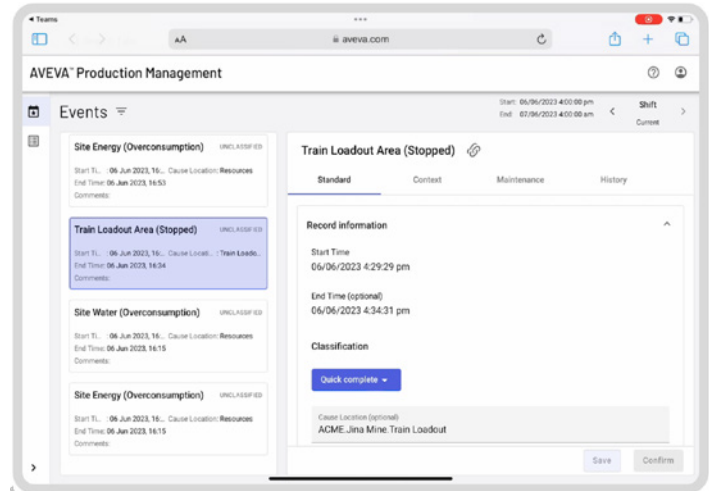 Teams
AA
aveva.com
AVEVA™ Production Management
Events
Start: 06/06/2023 4:00:00 pm
End: 07/06/2023 4:00:00 am
Shift
Current
Site Energy (Overconsumption) UNCLASSIFIED
Start Ti... : 06 Jun 2023, 16:... Cause Location: Resources
End Time: 06 Jun 2023, 16:53
Comments:
Train Loadout Area (Stopped) UNCLASSIFIED
Start Ti... : 06 Jun 2023, 16:... Cause Locati... : Train Loado...
End Time: 06 Jun 2023, 16:34
Comments:
Site Water (Overconsumption) UNCLASSIFIED
Start Ti... : 06 Jun 2023, 16:... Cause Location: Resources
End Time: 06 Jun 2023, 16:15
Comments:
Site Energy (Overconsumption) UNCLASSIFIED
Start Ti... : 06 Jun 2023, 16:... Cause Location: Resources
End Time: 06 Jun 2023, 16:15
Comments:
Train Loadout Area (Stopped)
Standard Context Maintenance History
Record information
Start Time
06/06/2023 4:29:29 pm
End Time (optional)
06/06/2023 4:34:31 pm
Classification
Quick complete
Cause Location (optional)
ACME.Jina Mine.Train Loadout
Save Confirm